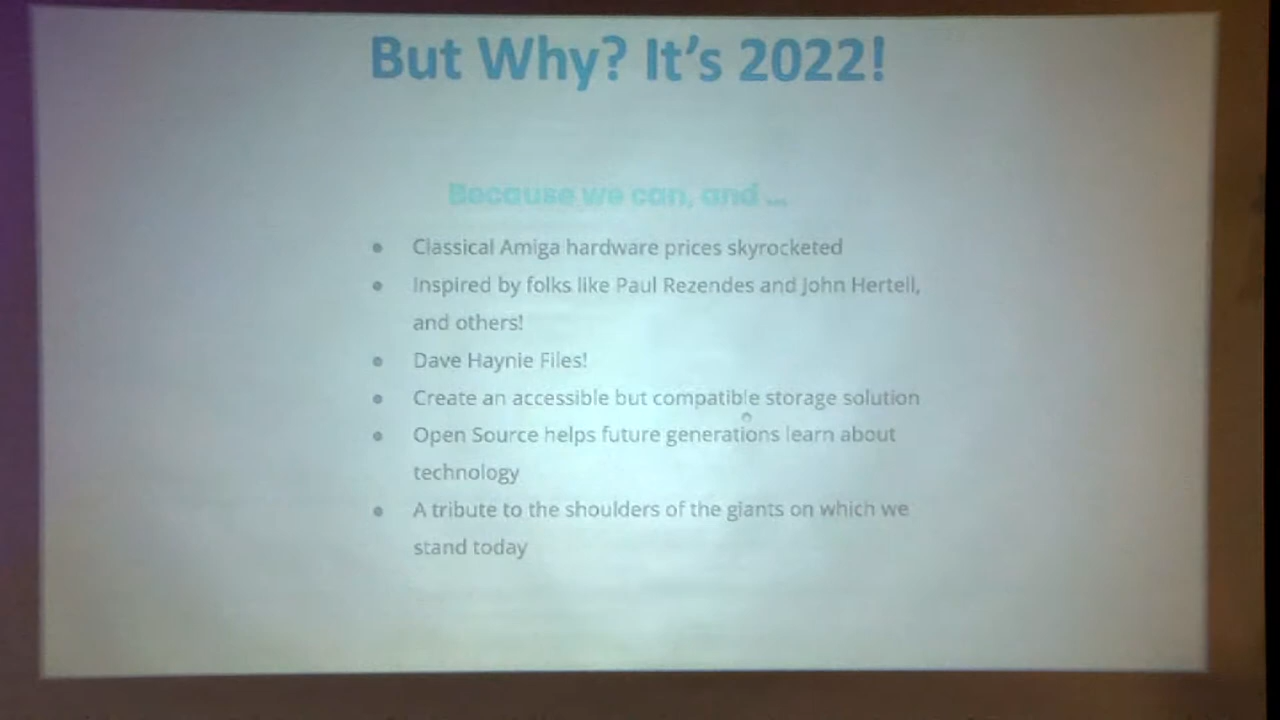 But Why? It's 2022!
Because we can, and ...
Classical Amiga hardware prices skyrocketed
Inspired by folks like Paul Rezendes and John Hertell,
and others!
Dave Haynie Files!
Create an accessible but compatible storage solution
Open Source helps future generations learn about
technology
A tribute to the shoulders of the giants on which we
stand today